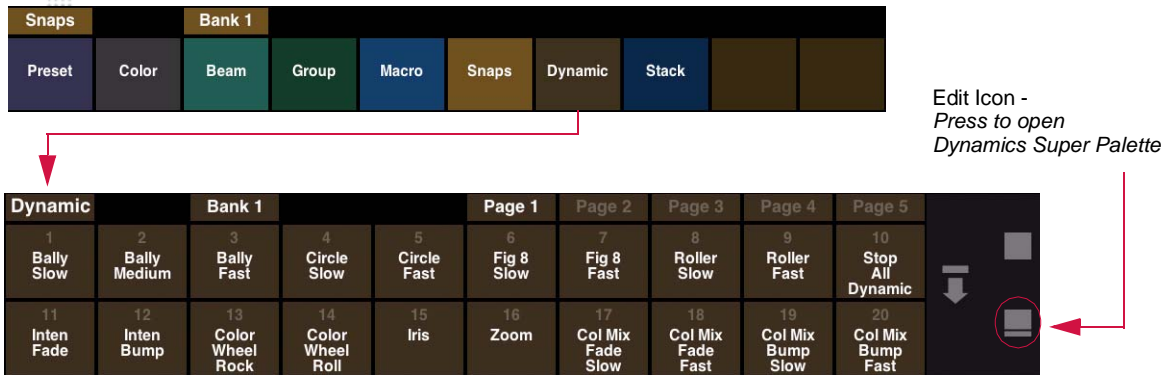 Snaps Bank 1
Preset Color Beam Group Macro Snaps Dynamic Stack
Edit Icon -
Press to open
Dynamics Super Palette
Dynamic Bank 1 Page 1 Page 2 Page 3 Page 4 Page 5
1 2 3 4 5 6 7 8 9 10
Bally Bally Bally Circle Circle Fig 8 Fig 8 Roller Roller Stop
Slow Medium Fast Slow Fast Slow Fast Slow Fast All
Dynamic
11 12 13 14 15 16 17 18 19 20
Inten Inten Color Color Iris Zoom Col Mix Col Mix Col Mix Col Mix
Fade Bump Wheel Wheel Fade Fade Bump Bump
Rock Roll Slow Fast Slow Fast